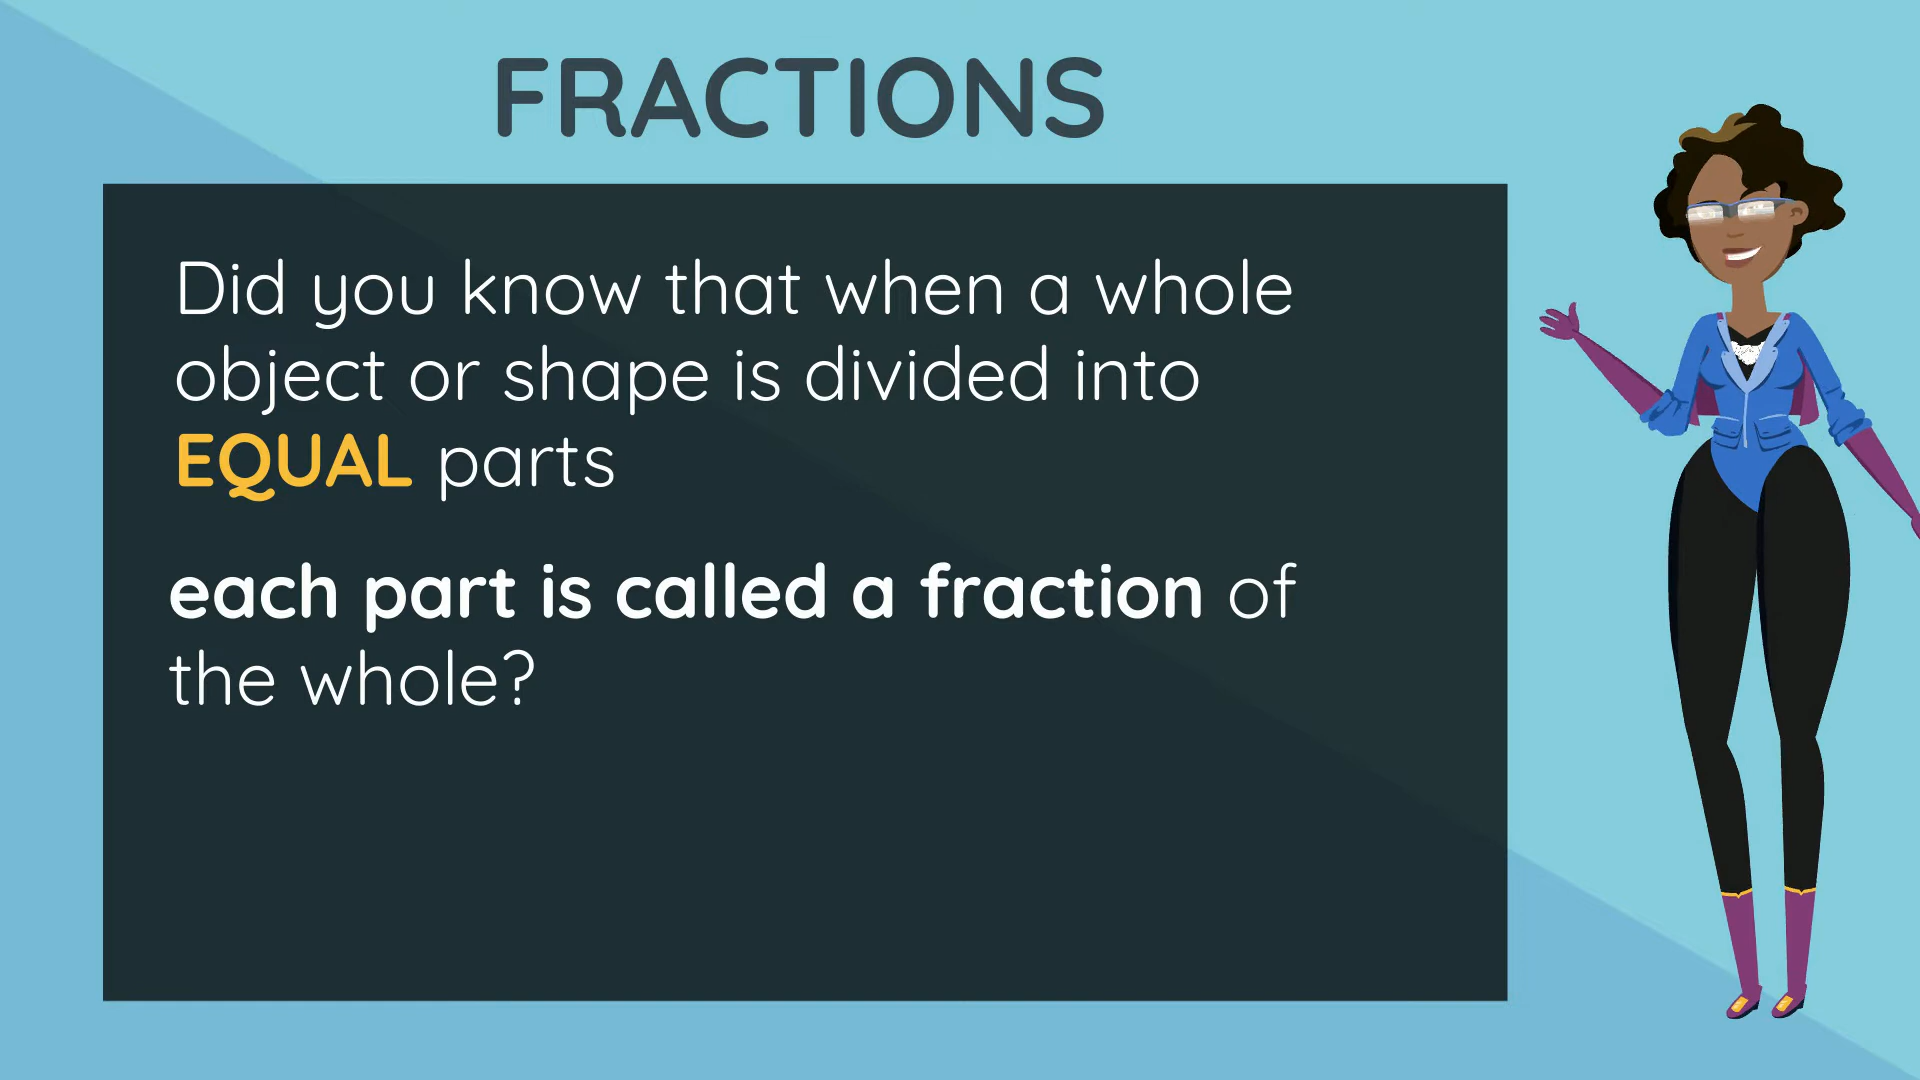 FRACTIONS
Did you know that when a whole
object or shape is divided into
EQUAL parts
each part is called a fraction of
the whole?